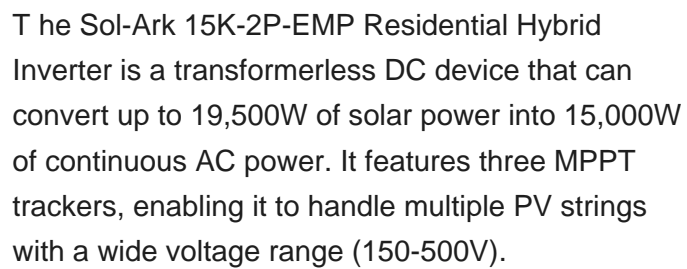 T he Sol-Ark 15K-2P-EMP Residential Hybrid
Inverter is a transformerless DC device that can
convert up to 19,500W of solar power into 15,000W
of continuous AC power. It features three MPPT
trackers, enabling it to handle multiple PV strings
with a wide voltage range (150-500V).